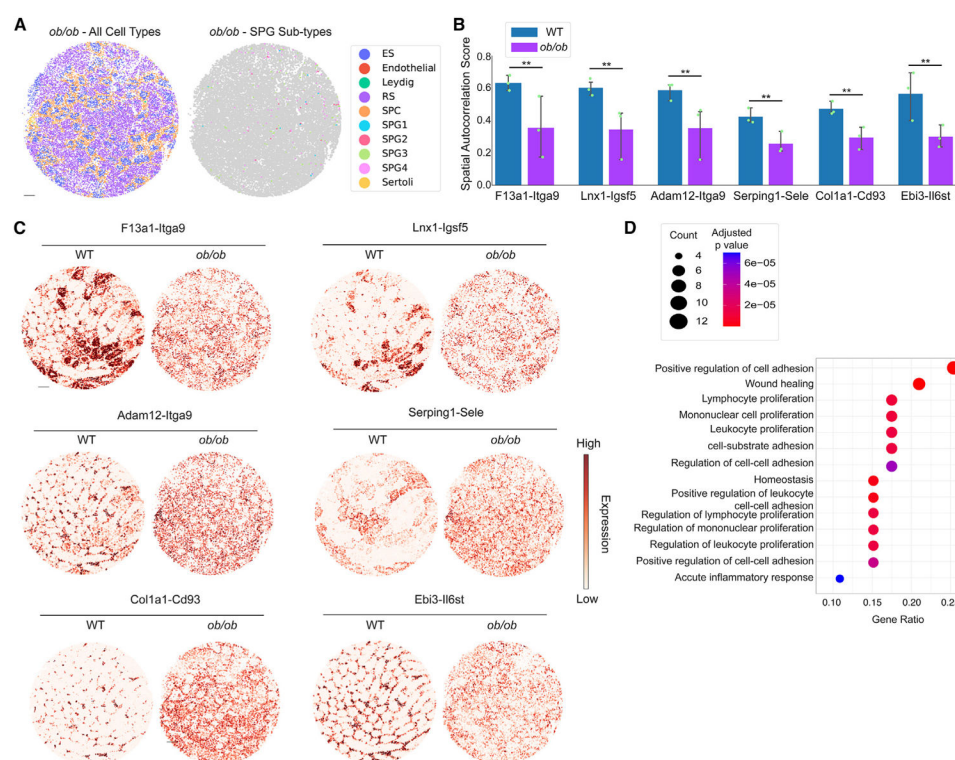 A
ob/ob - All Cell Types
ob/ob - SPG Sub-types
ES
Endothelial
Leydig
RS
SPC
SPG1
SPG2
SPG3
SPG4
Sertoli
B
WT
ob/ob
Spatial Autocorrelation Score
0.8
0.6
0.4
0.2
0.0
**
**
**
**
**
**
F13a1-Itga9
Lnx1-Igsf5
Adam12-Itga9
Serping1-Sele
Col1a1-Cd93
Ebi3-Il6st
C
F13a1-Itga9
WT
ob/ob
Lnx1-Igsf5
WT
ob/ob
Adam12-Itga9
WT
ob/ob
Serping1-Sele
WT
ob/ob
High
Expression
Low
Col1a1-Cd93
WT
ob/ob
Ebi3-Il6st
WT
ob/ob
D
Count
4
6
8
10
12
Adjusted
p value
6e−05
4e−05
2e−05
Positive regulation of cell adhesion
Wound healing
Lymphocyte proliferation
Mononuclear cell proliferation
Leukocyte proliferation
cell-substrate adhesion
Regulation of cell-cell adhesion
Homeostasis
Positive regulation of leukocyte
cell-cell adhesion
Regulation of lymphocyte proliferation
Regulation of mononuclear proliferation
Regulation of leukocyte proliferation
Positive regulation of cell-cell adhesion
Accute inflammatory response
0.10
0.15
0.20
Gene Ratio